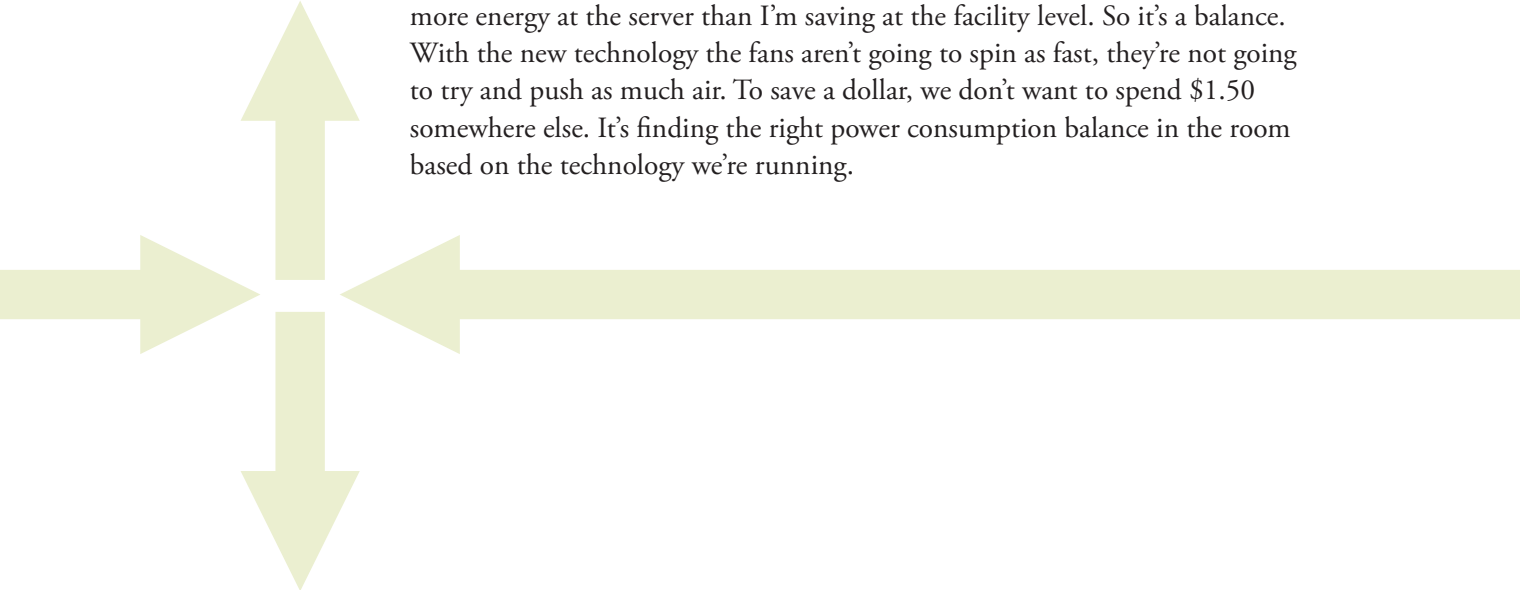 more energy at the server than I’m saving at the facility level. So it’s a balance.
With the new technology the fans aren’t going to spin as fast, they’re not going
to try and push as much air. To save a dollar, we don’t want to spend $1.50
somewhere else. It’s finding the right power consumption balance in the room
based on the technology we’re running.